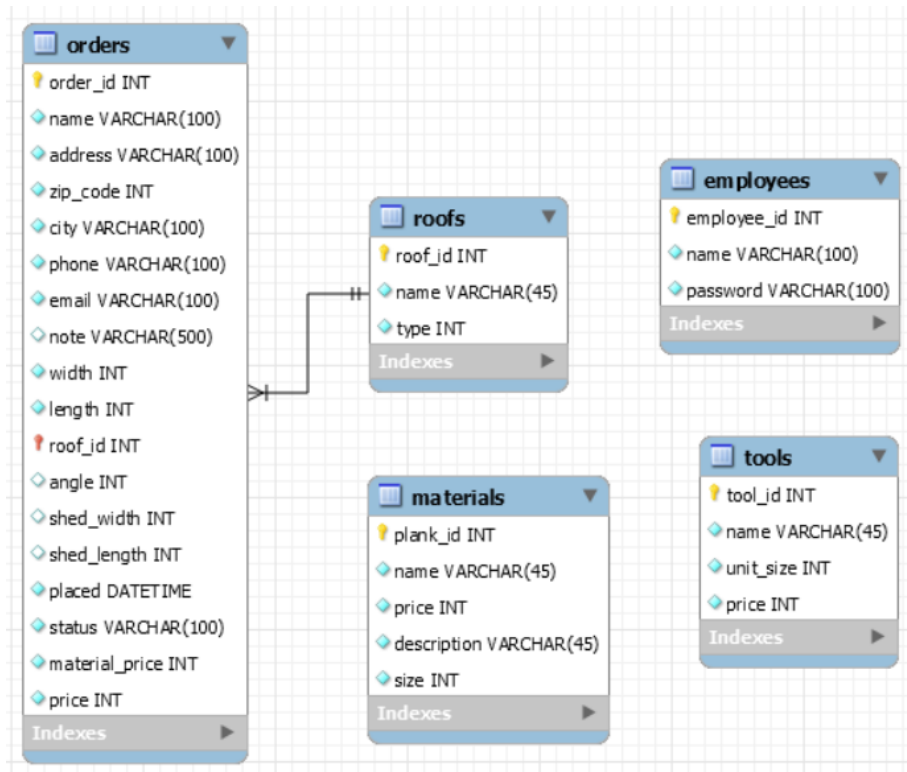 orders
order_id INT
name VARCHAR(100)
address VARCHAR(100)
zip_code INT
city VARCHAR(100)
phone VARCHAR(100)
email VARCHAR(100)
note VARCHAR(500)
width INT
length INT
roof_id INT
angle INT
shed_width INT
shed_length INT
placed DATETIME
status VARCHAR(100)
material_price INT
price INT
Indexes
roofs
roof_id INT
name VARCHAR(45)
type INT
Indexes
employees
employee_id INT
name VARCHAR(100)
password VARCHAR(100)
Indexes
materials
plank_id INT
name VARCHAR(45)
price INT
description VARCHAR(45)
size INT
Indexes
tools
tool_id INT
name VARCHAR(45)
unit_size INT
price INT
Indexes